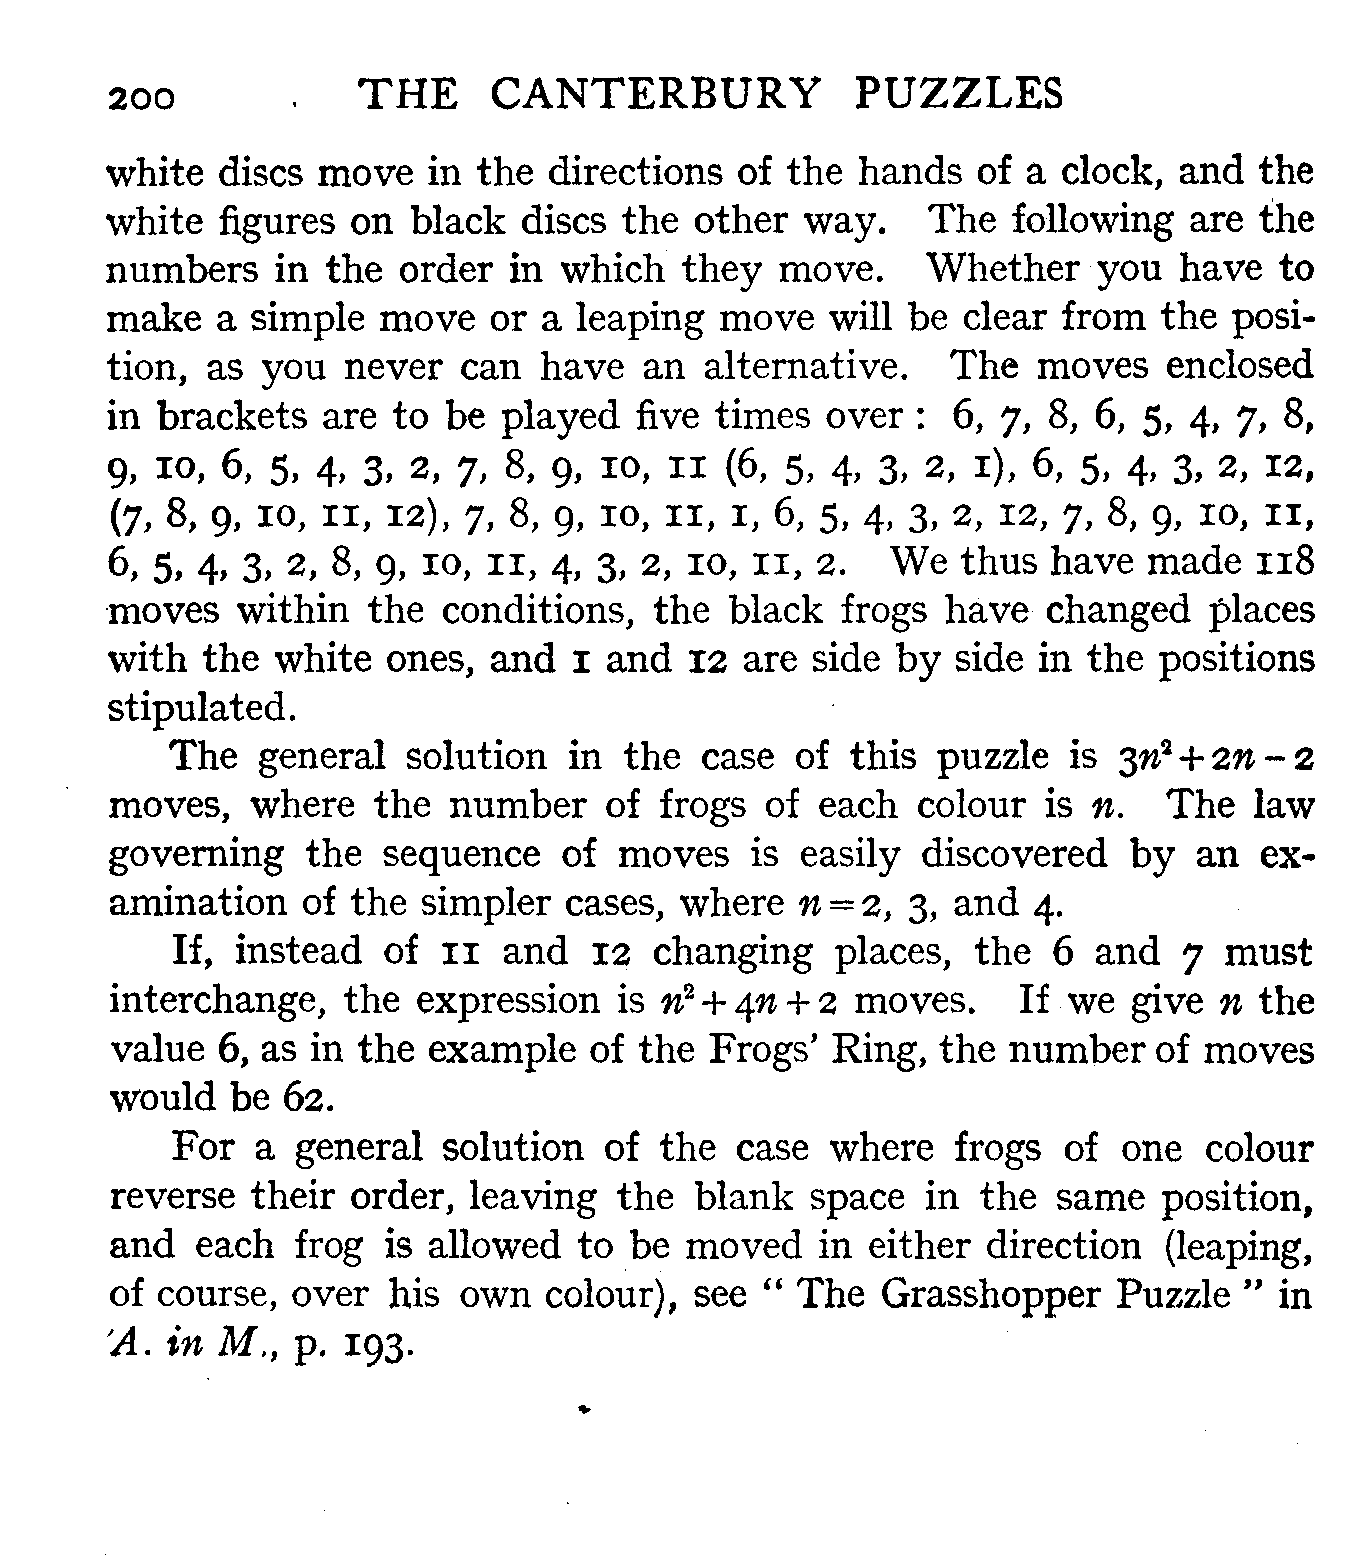 200 THE CANTERBURY PUZZLES
white discs move in the directions of the hands of a clock, and the
white figures on black discs the other way. The following are the
numbers in the order in which they move. Whether you have to
make a simple move or a leaping move will be clear from the posi-
tion, as you never can have an alternative. The moves enclosed
in brackets are to be played five times over : 6, 7, 8, 6, 5, 4, 7, 8,
9, 10, 6, 5, 4, 3, 2, 7, 8, 9, 10, 11 (6, 5, 4, 3, 2, 1), 6, 5, 4, 3, 2, 12,
(7, 8, 9, 10, 11, 12), 7, 8, 9, 10, 11, 1, 6, 5, 4, 3, 2, 12, 7, 8, 9, 10, 11,
6, 5, 4, 3, 2, 8, 9, 10, 11, 4, 3, 2, 10, 11, 2. We thus have made 118
moves within the conditions, the black frogs have changed places
with the white ones, and 1 and 12 are side by side in the positions
stipulated.
The general solution in the case of this puzzle is 3n² + 2n – 2
moves, where the number of frogs of each colour is n. The law
governing the sequence of moves is easily discovered by an ex-
amination of the simpler cases, where n = 2, 3, and 4.
If, instead of 11 and 12 changing places, the 6 and 7 must
interchange, the expression is n² + 4n + 2 moves. If we give n the
value 6, as in the example of the Frogs' Ring, the number of moves
would be 62.
For a general solution of the case where frogs of one colour
reverse their order, leaving the blank space in the same position,
and each frog is allowed to be moved in either direction (leaping,
of course, over his own colour), see " The Grasshopper Puzzle " in
A. in M., p. 193.